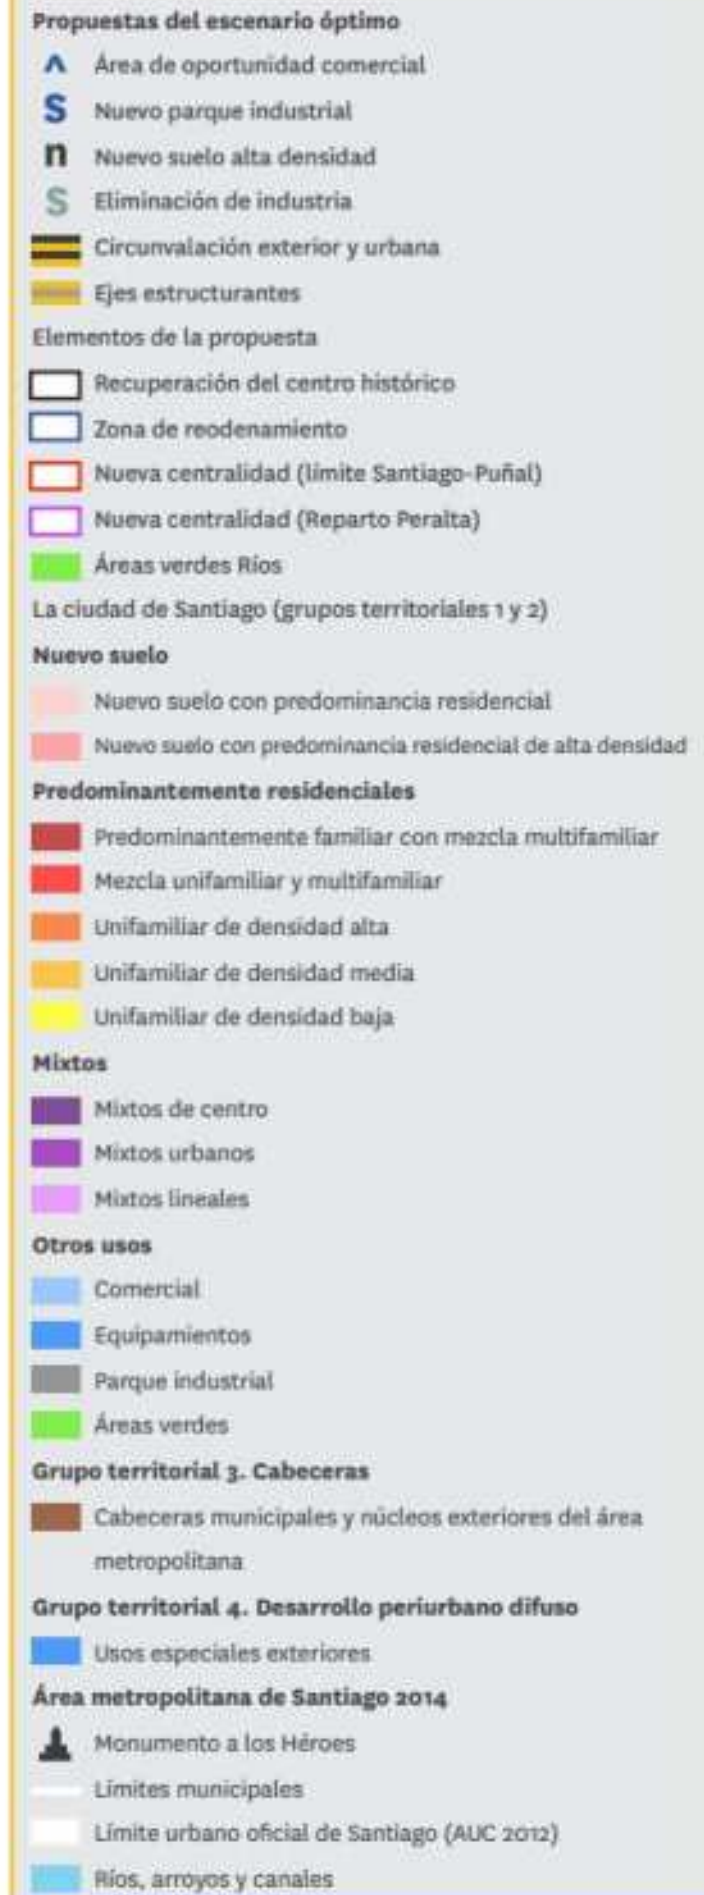 Propuestas del escenario óptimo
^ Área de oportunidad comercial
S Nuevo parque industrial
n Nuevo suelo alta densidad
S Eliminación de industria
Circunvalación exterior y urbana
Ejes estructurantes
Elementos de la propuesta
Recuperación del centro histórico
Zona de reodenamiento
Nueva centralidad (límite Santiago-Puñal)
Nueva centralidad (Reparto Peralta)
Áreas verdes Ríos
La ciudad de Santiago (grupos territoriales 1 y 2)
Nuevo suelo
Nuevo suelo con predominancia residencial
Nuevo suelo con predominancia residencial de alta densidad
Predominantemente residenciales
Predominantemente familiar con mezcla multifamiliar
Mezcla unifamiliar y multifamiliar
Unifamiliar de densidad alta
Unifamiliar de densidad media
Unifamiliar de densidad baja
Mixtos
Mixtos de centro
Mixtos urbanos
Mixtos lineales
Otros usos
Comercial
Equipamientos
Parque industrial
Áreas verdes
Grupo territorial 3. Cabeceras
Cabeceras municipales y núcleos exteriores del área
metropolitana
Grupo territorial 4. Desarrollo periurbano difuso
Usos especiales exteriores
Área metropolitana de Santiago 2014
Monumento a los Héroes
Límites municipales
Límite urbano oficial de Santiago (AUC 2012)
Ríos, arroyos y canales